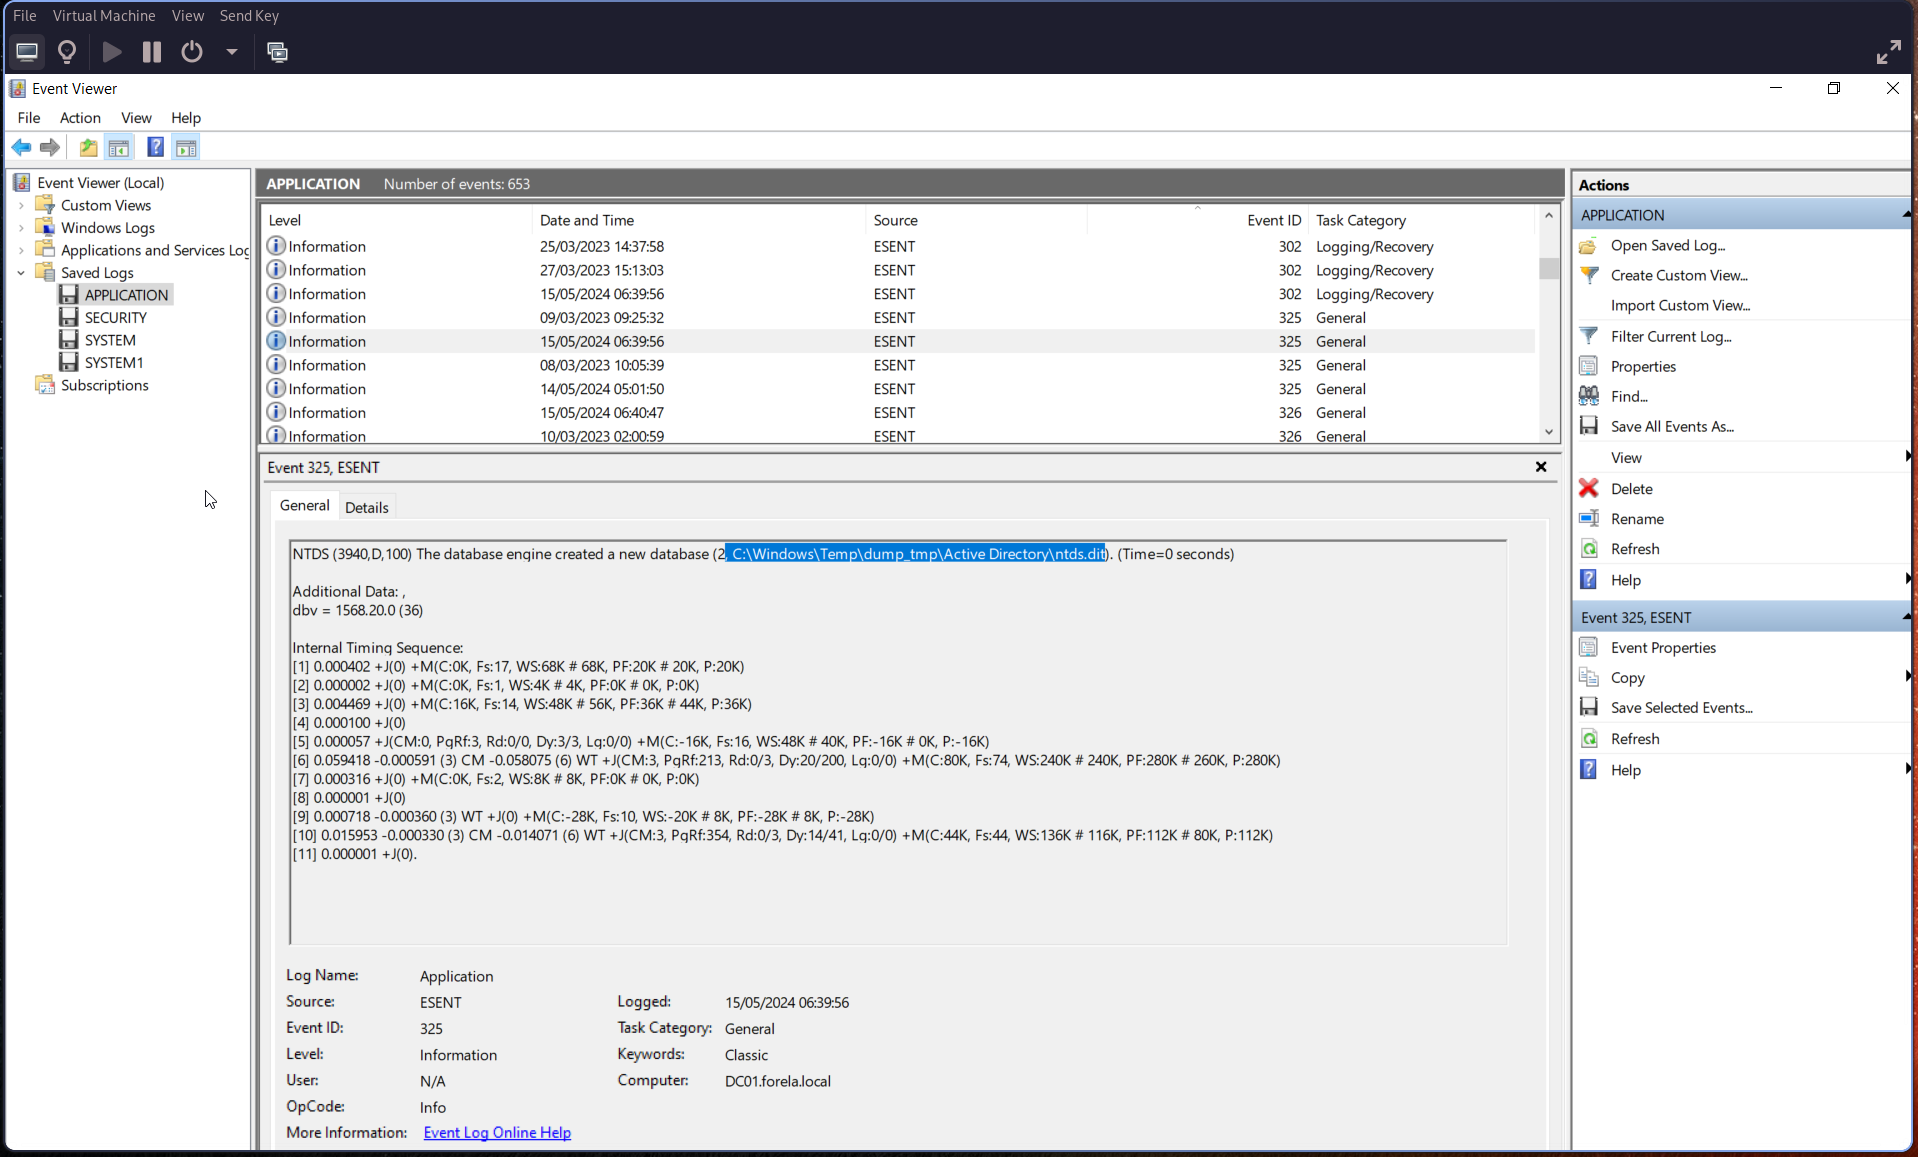 File Virtual Machine View Send Key
Event Viewer
File Action View Help
Event Viewer (Local)
Custom Views
Windows Logs
Applications and Services Log
Saved Logs
APPLICATION
SECURITY
SYSTEM
SYSTEM1
Subscriptions
APPLICATION Number of events: 653
Level Date and Time Source Event ID Task Category
Information 25/03/2023 14:37:58 ESENT 302 Logging/Recovery
Information 27/03/2023 15:13:03 ESENT 302 Logging/Recovery
Information 15/05/2024 06:39:56 ESENT 302 Logging/Recovery
Information 09/03/2023 09:25:32 ESENT 325 General
Information 15/05/2024 06:39:56 ESENT 325 General
Information 08/03/2023 10:05:39 ESENT 325 General
Information 14/05/2024 05:01:50 ESENT 325 General
Information 15/05/2024 06:40:47 ESENT 326 General
Information 10/03/2023 02:00:59 ESENT 326 General
Event 325, ESENT
General Details
NTDS (3940,D,100) The database engine created a new database (2, C:\Windows\Temp\dump_tmp\Active Directory\ntds.dit). (Time=0 seconds)
Additional Data: ,
dbv = 1568.20.0 (36)
Internal Timing Sequence:
[1] 0.000402 +J(0) +M(C:0K, Fs:17, WS:68K # 68K, PF:20K # 20K, P:20K)
[2] 0.000002 +J(0) +M(C:0K, Fs:1, WS:4K # 4K, PF:0K # 0K, P:0K)
[3] 0.004469 +J(0) +M(C:16K, Fs:14, WS:48K # 56K, PF:36K # 44K, P:36K)
[4] 0.000100 +J(0)
[5] 0.000057 +J(CM:0, PgRf:3, Rd:0/0, Dy:3/3, Lg:0/0) +M(C:-16K, Fs:16, WS:48K # 40K, PF:-16K # 0K, P:-16K)
[6] 0.059418 -0.000591 (3) CM -0.058075 (6) WT +J(CM:3, PgRf:213, Rd:0/3, Dy:20/200, Lg:0/0) +M(C:80K, Fs:74, WS:240K # 240K, PF:280K # 260K, P:280K)
[7] 0.000316 +J(0) +M(C:0K, Fs:2, WS:8K # 8K, PF:0K # 0K, P:0K)
[8] 0.000001 +J(0)
[9] 0.000718 -0.000360 (3) WT +J(0) +M(C:-28K, Fs:10, WS:-20K # 8K, PF:-28K # 8K, P:-28K)
[10] 0.015953 -0.000330 (3) CM -0.014071 (6) WT +J(CM:3, PgRf:354, Rd:0/3, Dy:14/41, Lg:0/0) +M(C:44K, Fs:44, WS:136K # 116K, PF:112K # 80K, P:112K)
[11] 0.000001 +J(0).
Log Name: Application
Source: ESENT Logged: 15/05/2024 06:39:56
Event ID: 325 Task Category: General
Level: Information Keywords: Classic
User: N/A Computer: DC01.forela.local
OpCode: Info
More Information: Event Log Online Help
Actions
APPLICATION
Open Saved Log...
Create Custom View...
Import Custom View...
Filter Current Log...
Properties
Find...
Save All Events As...
View
Delete
Rename
Refresh
Help
Event 325, ESENT
Event Properties
Copy
Save Selected Events...
Refresh
Help